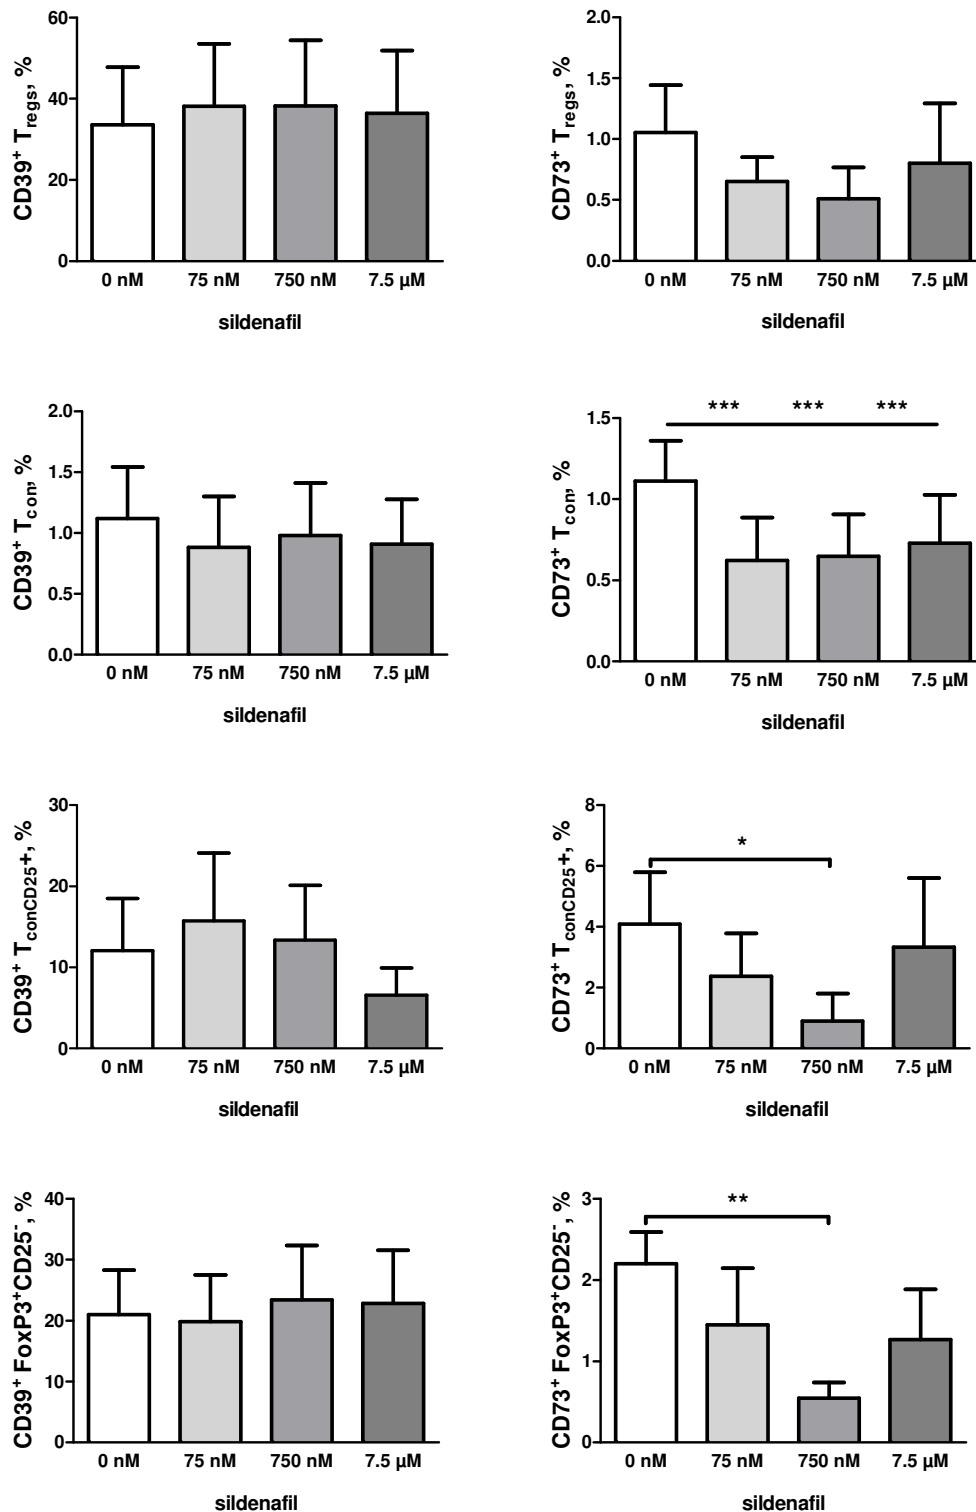 CD39⁺ Tregs, %
60
40
20
0
0 nM 75 nM 750 nM 7.5 µM
sildenafil
CD73⁺ Tregs, %
2.0
1.5
1.0
0.5
0.0
0 nM 75 nM 750 nM 7.5 µM
sildenafil
CD39⁺ Tcon, %
2.0
1.5
1.0
0.5
0.0
0 nM 75 nM 750 nM 7.5 µM
sildenafil
CD73⁺ Tcon, %
*** *** ***
1.5
1.0
0.5
0.0
0 nM 75 nM 750 nM 7.5 µM
sildenafil
CD39⁺ TconCD25+, %
30
20
10
0
0 nM 75 nM 750 nM 7.5 µM
sildenafil
CD73⁺ TconCD25+, %
*
8
6
4
2
0
0 nM 75 nM 750 nM 7.5 µM
sildenafil
CD39⁺ FoxP3⁺CD25⁻, %
40
30
20
10
0
0 nM 75 nM 750 nM 7.5 µM
sildenafil
CD73⁺ FoxP3⁺CD25⁻, %
**
3
2
1
0
0 nM 75 nM 750 nM 7.5 µM
sildenafil